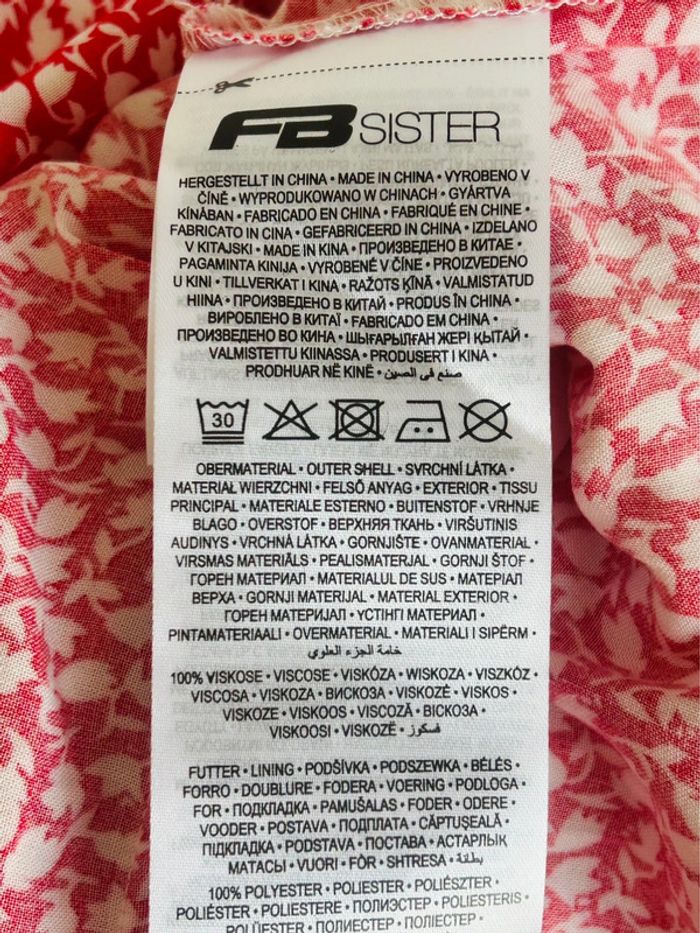 FB SISTER
HERGESTELLT IN CHINA • MADE IN CHINA • VYROBENO V
ČÍNĚ • WYPRODUKOWANO W CHINACH • GYÁRTVA
KÍNÁBAN • FABRICADO EN CHINA • FABRIQUÉ EN CHINE •
FABRICATO IN CINA • GEFABRICEERD IN CHINA • IZDELANO
V KITAJSKI • MADE IN KINA • ПРОИЗВЕДЕНО В КИТАЕ •
PAGAMINTA KINIJA • VYROBENÉ V ČÍNE • PROIZVEDENO
U KINI • TILLVERKAT I KINA • RAŽOTS ĶĪNĀ • VALMISTATUD
HIINA • ПРОИЗВЕДЕНО В КИТАЙ • PRODUS ÎN CHINA •
ВИРОБЛЕНО В КИТАЇ • FABRICADO EM CHINA •
ПРОИЗВЕДЕНО ВО КИНА • ШЫҒАРЫЛҒАН ЖЕРІ ҚЫТАЙ •
VALMISTETTU KIINASSA • PRODUSERT I KINA •
PRODHUAR NË KINË • صنع في الصين •
30
OBERMATERIAL • OUTER SHELL • SVRCHNÍ LÁTKA •
MATERIAŁ WIERZCHNI • FELSŐ ANYAG • EXTERIOR • TISSU
PRINCIPAL • MATERIALE ESTERNO • BUITENSTOF • VRHNJE
BLAGO • OVERSTOF • ВЕРХНЯЯ ТКАНЬ • VIRŠUTINIS
AUDINYS • VRCHNÁ LÁTKA • GORNJIŠTE • OVANMATERIAL •
VIRSMAS MATERIĀLS • PEALISMATERJAL • GORNJI ŠTOF •
ГОРЕН МАТЕРИАЛ • MATERIALUL DE SUS • МАТЕРІАЛ
ВЕРХА • GORNJI MATERIJAL • MATERIAL EXTERIOR •
ГОРЕН МАТЕРИЈАЛ • ҮСТІҢГІ МАТЕРИАЛ •
PINTAMATERIAALI • OVERMATERIAL • MATERIALI I SIPËRM •
خامة الجزء العلوي •
100% VISKOSE • VISCOSE • VISKÓZA • WISKOZA • VISZKÓZ •
VISCOSA • VISKOZA • ВИСКОЗА • VISKOZĖ • VISKOS •
VISKOZE • VISKOOS • VISCOZĂ • ВІСКОЗА •
VISKOOSI • VISKOZË • فسكوز •
FUTTER • LINING • PODŠÍVKA • PODSZEWKA • BÉLÉS •
FORRO • DOUBLURE • FODERA • VOERING • PODLOGA •
FOR • ПОДКЛАДКА • PAMUŠALAS • FODER • ODERE •
VOODER • POSTAVA • ПОДПЛАТА • CĂPTUŞEALĂ •
ПІДКЛАДКА • PODSTAVA • ПОСТАВА • АСТАРЛЫҚ
МАТАСЫ • VUORI • FÔR • SHTRESA • بطانة •
100% POLYESTER • POLIESTER • POLIÉSZTER •
POLIÉSTER • POLIESTERE • ПОЛИЭСТЕР • POLIESTERIS •
POLÜESTER • ПОЛИЕСТЕР • ПОЛІЕСТЕР •